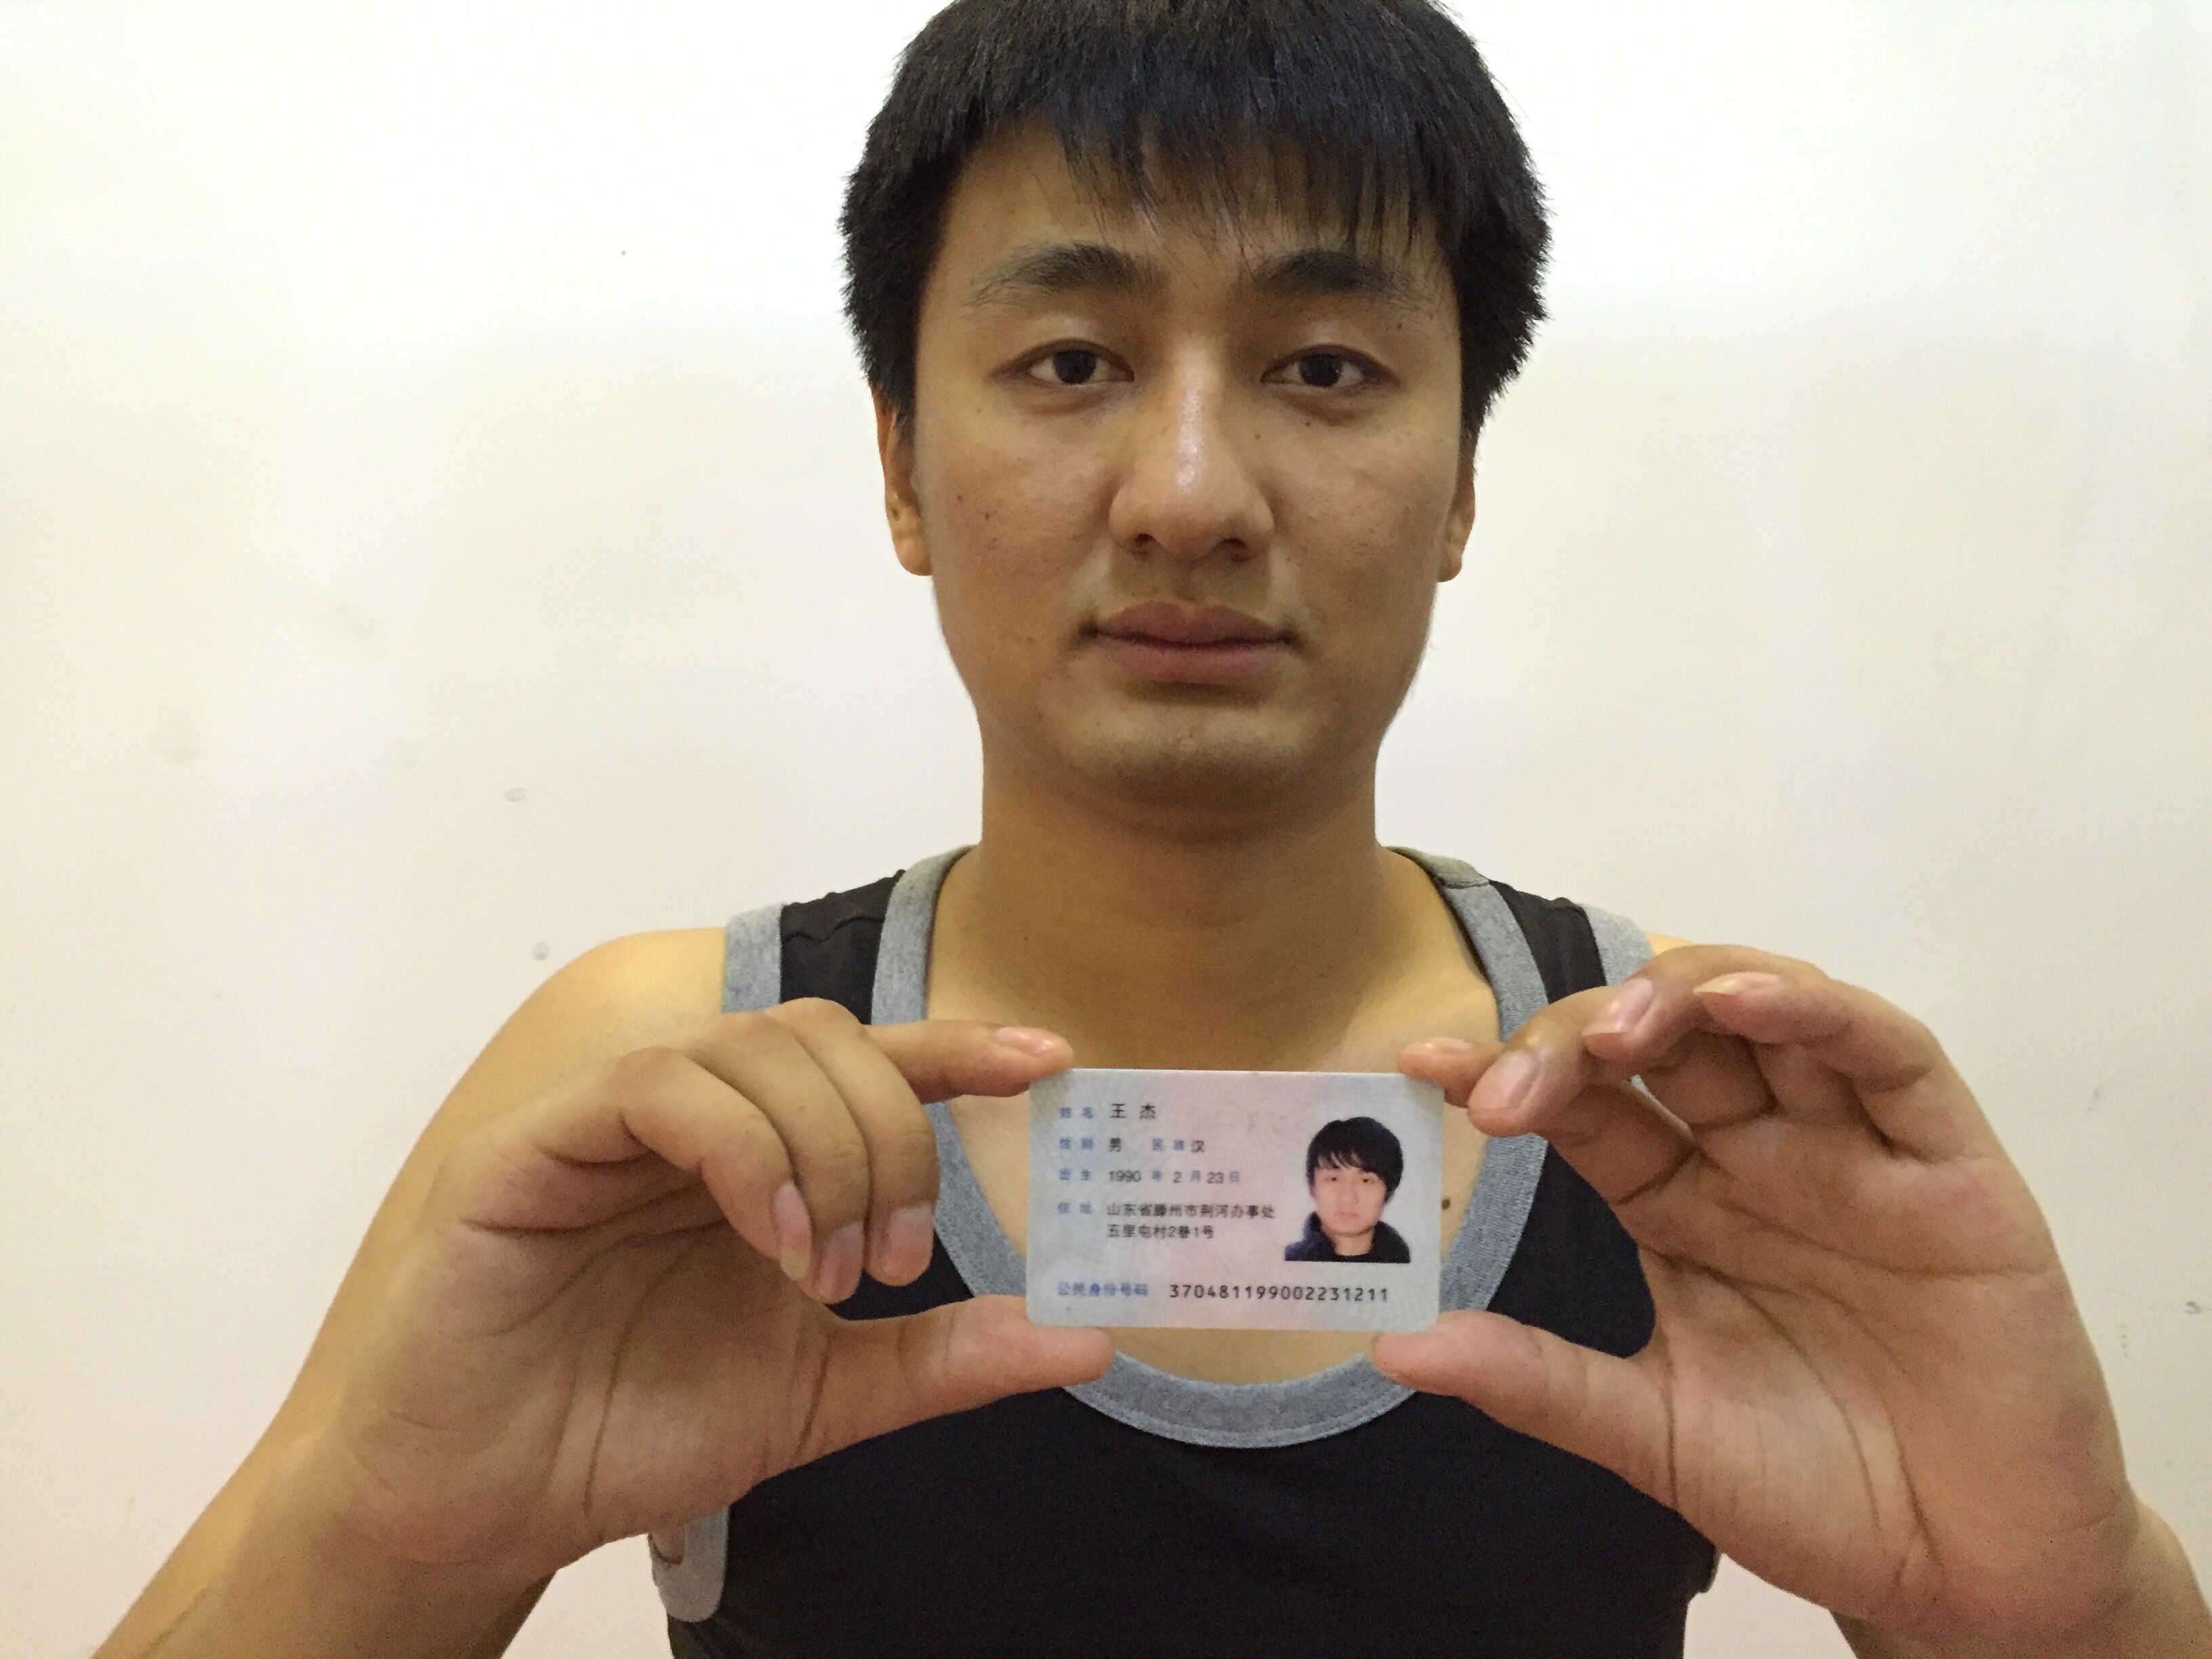 姓名 王杰
性别 男 民族 汉
出生 1990 年 2 月 23 日
住址 山东省滕州市荆河办事处
五里屯村2巷1号
公民身份号码 370481199002231211